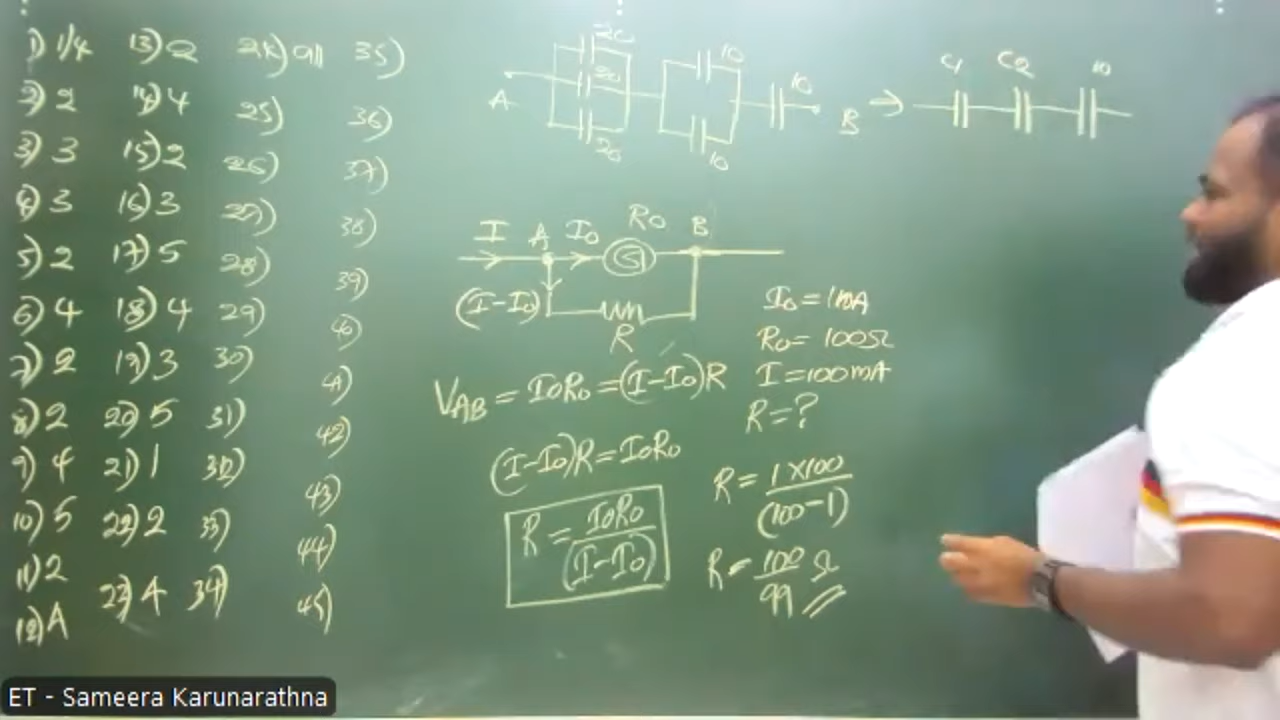 1) 1/4 13) 2 24) all 35)
2) 2 14) 4 25) 36)
3) 3 15) 2 26) 37)
4) 3 16) 3 27) 38)
5) 2 17) 5 28) 39)
6) 4 18) 4 29) 40)
7) 2 19) 3 30) 41)
8) 2 20) 5 31) 42)
9) 4 21) 1 32) 43)
10) 5 22) 2 33) 44)
11) 2 23) A 34) 45)
12) A
A 20 20 20 10 10 10 B → C1 C2 10
I A I0 R0 B
G
(I-I0) R
VAB = I0R0 = (I-I0)R
(I-I0)R = I0R0
R = I0R0/(I-I0)
I0 = 1mA
R0 = 100Ω
I = 100mA
R = ?
R = 1×100/(100-1)
R = 100/99 Ω
ET - Sameera Karunarathna